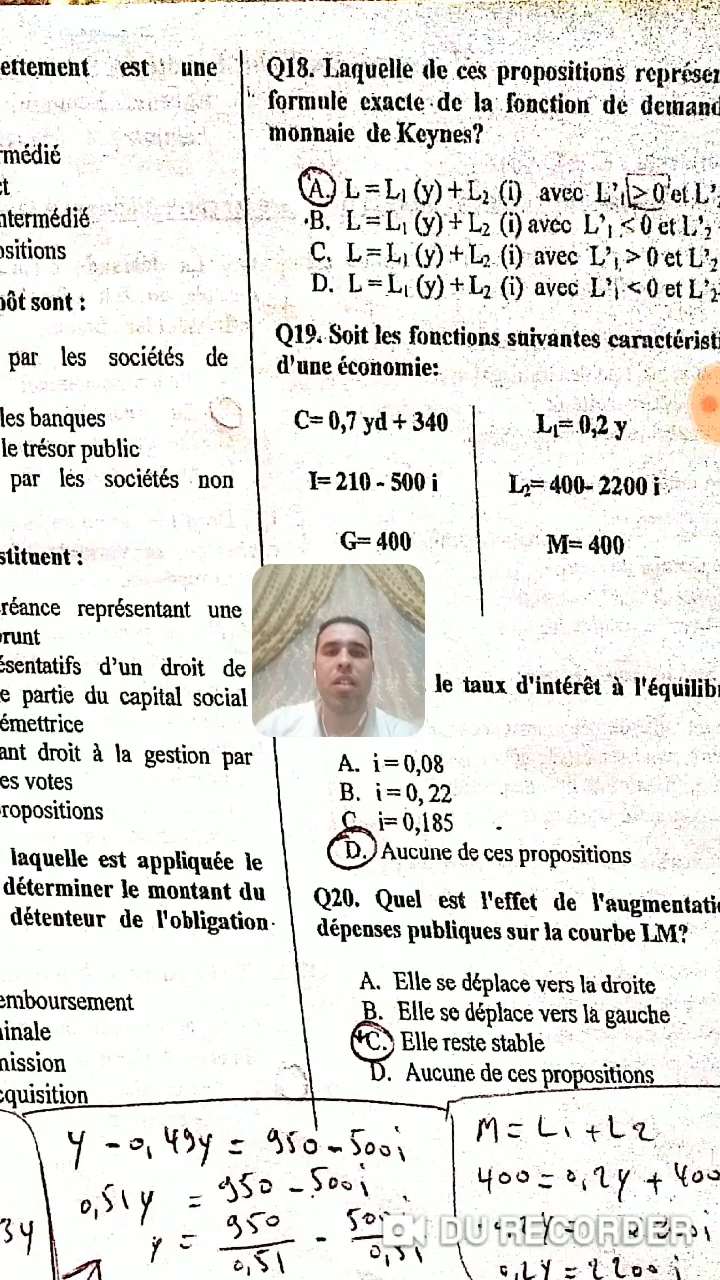 ettement est une
médié
t
ntermédié
ositions
pôt sont :
par les sociétés de
les banques
le trésor public
par les sociétés non
stituent :
réance représentant une
runt
ésentatifs d'un droit de
e partie du capital social
émettrice
ant droit à la gestion par
es votes
ropositions
laquelle est appliquée le
déterminer le montant du
détenteur de l'obligation
emboursement
inale
nission
cquisition
Q18. Laquelle de ces propositions représen
formule exacte de la fonction de demand
monnaie de Keynes?
A. L = L₁ (y) + L₂ (i) avec L'₁ > 0 et L'₂
B. L = L₁ (y) + L₂ (i) avec L'₁ < 0 et L'₂
C. L = L₁ (y) + L₂ (i) avec L'₁ > 0 et L'₂
D. L = L₁ (y) + L₂ (i) avec L'₁ < 0 et L'₂
Q19. Soit les fonctions suivantes caractéristi
d'une économie:
C= 0,7 yd + 340
L₁= 0,2 y
I= 210 - 500 i
L₂= 400- 2200 i
G= 400
M= 400
le taux d'intérêt à l'équilib
A. i = 0,08
B. i = 0, 22
C. i= 0,185
D. Aucune de ces propositions
Q20. Quel est l'effet de l'augmentati
dépenses publiques sur la courbe LM?
A. Elle se déplace vers la droite
B. Elle se déplace vers la gauche
C. Elle reste stable
D. Aucune de ces propositions
y - 0,49y = 950 - 500i
0,51y = 950 - 500i
y = 950/0,51 - 500/0,51
3y
M = L₁ + L2
400 = 0,2y + 400
0,2y = 2200i
DU RECORDER